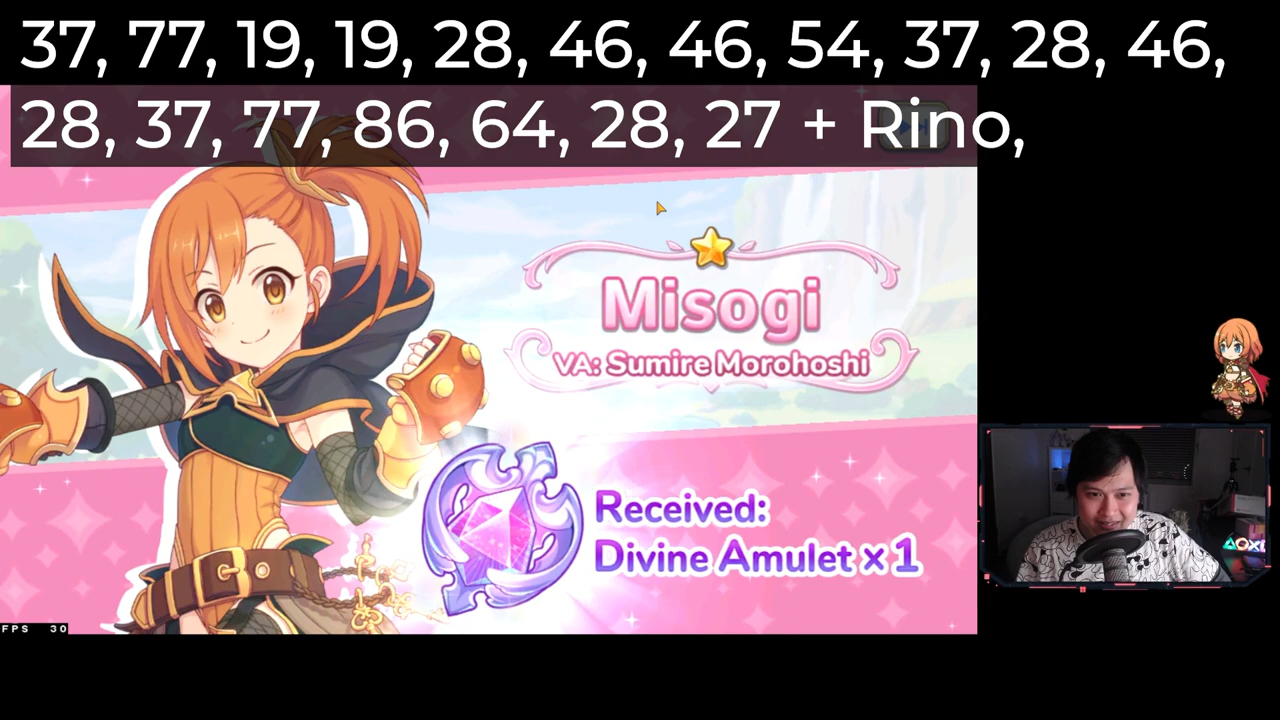 37, 77, 19, 19, 28, 46, 46, 54, 37, 28, 46,
28, 37, 77, 86, 64, 28, 27 + Rino,
Misogi
VA: Sumire Morohoshi
Received:
Divine Amulet × 1
FPS 30